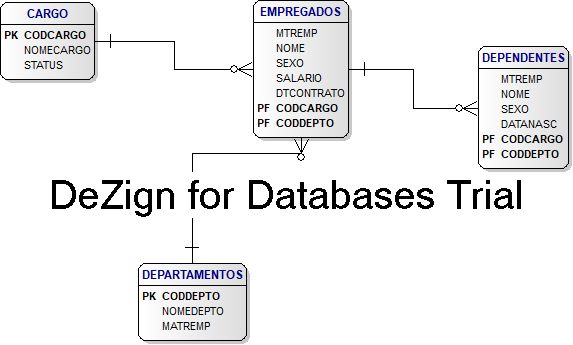 CARGO
PK CODCARGO
NOMECARGO
STATUS
EMPREGADOS
MTREMP
NOME
SEXO
SALARIO
DTCONTRATO
PF CODCARGO
PF CODDEPTO
DEPENDENTES
MTREMP
NOME
SEXO
DATANASC
PF CODCARGO
PF CODDEPTO
DeZign for Databases Trial
DEPARTAMENTOS
PK CODDEPTO
NOMEDEPTO
MATREMP